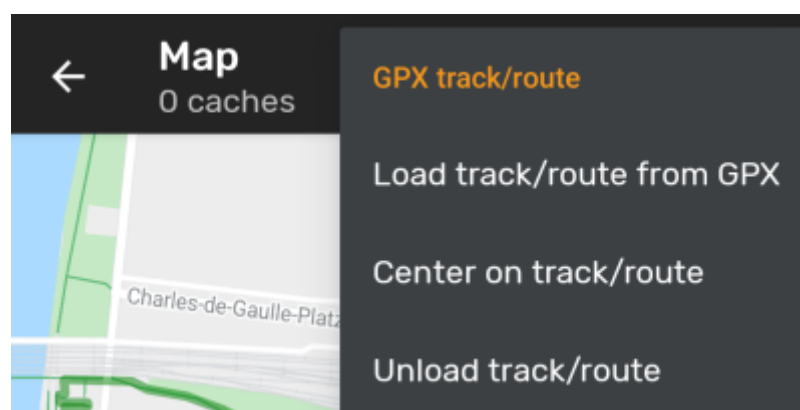 Map
0 caches
GPX track/route
Load track/route from GPX
Center on track/route
Charles-de-Gaulle-Platz
Unload track/route